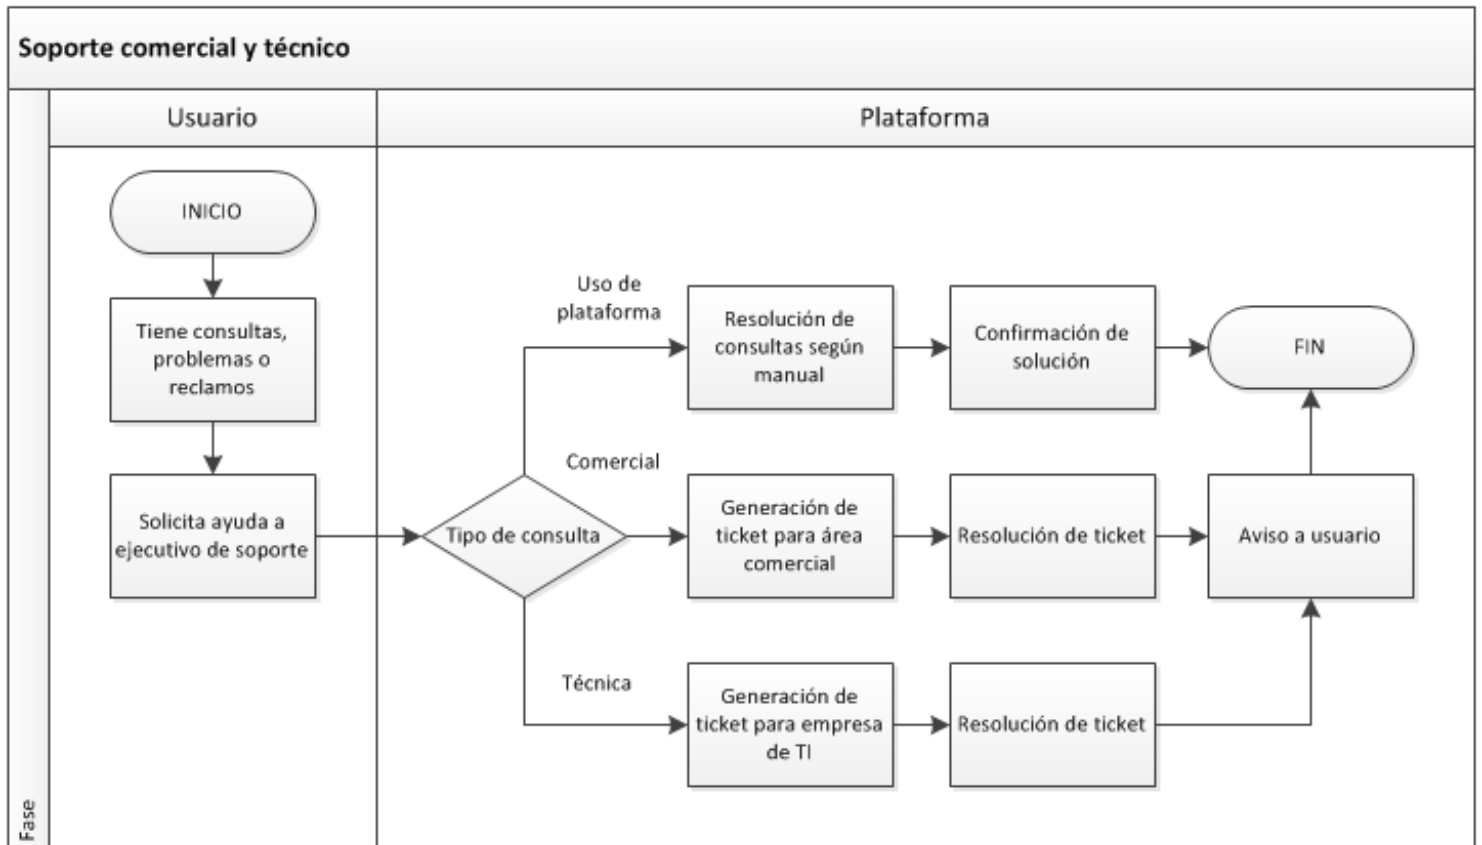 Soporte comercial y técnico
Usuario
Plataforma
INICIO
Tiene consultas,
problemas o
reclamos
Solicita ayuda a
ejecutivo de soporte
Tipo de consulta
Uso de
plataforma
Resolución de
consultas según
manual
Confirmación de
solución
FIN
Comercial
Generación de
ticket para área
comercial
Resolución de ticket
Aviso a usuario
Técnica
Generación de
ticket para empresa
de TI
Resolución de ticket
Fase